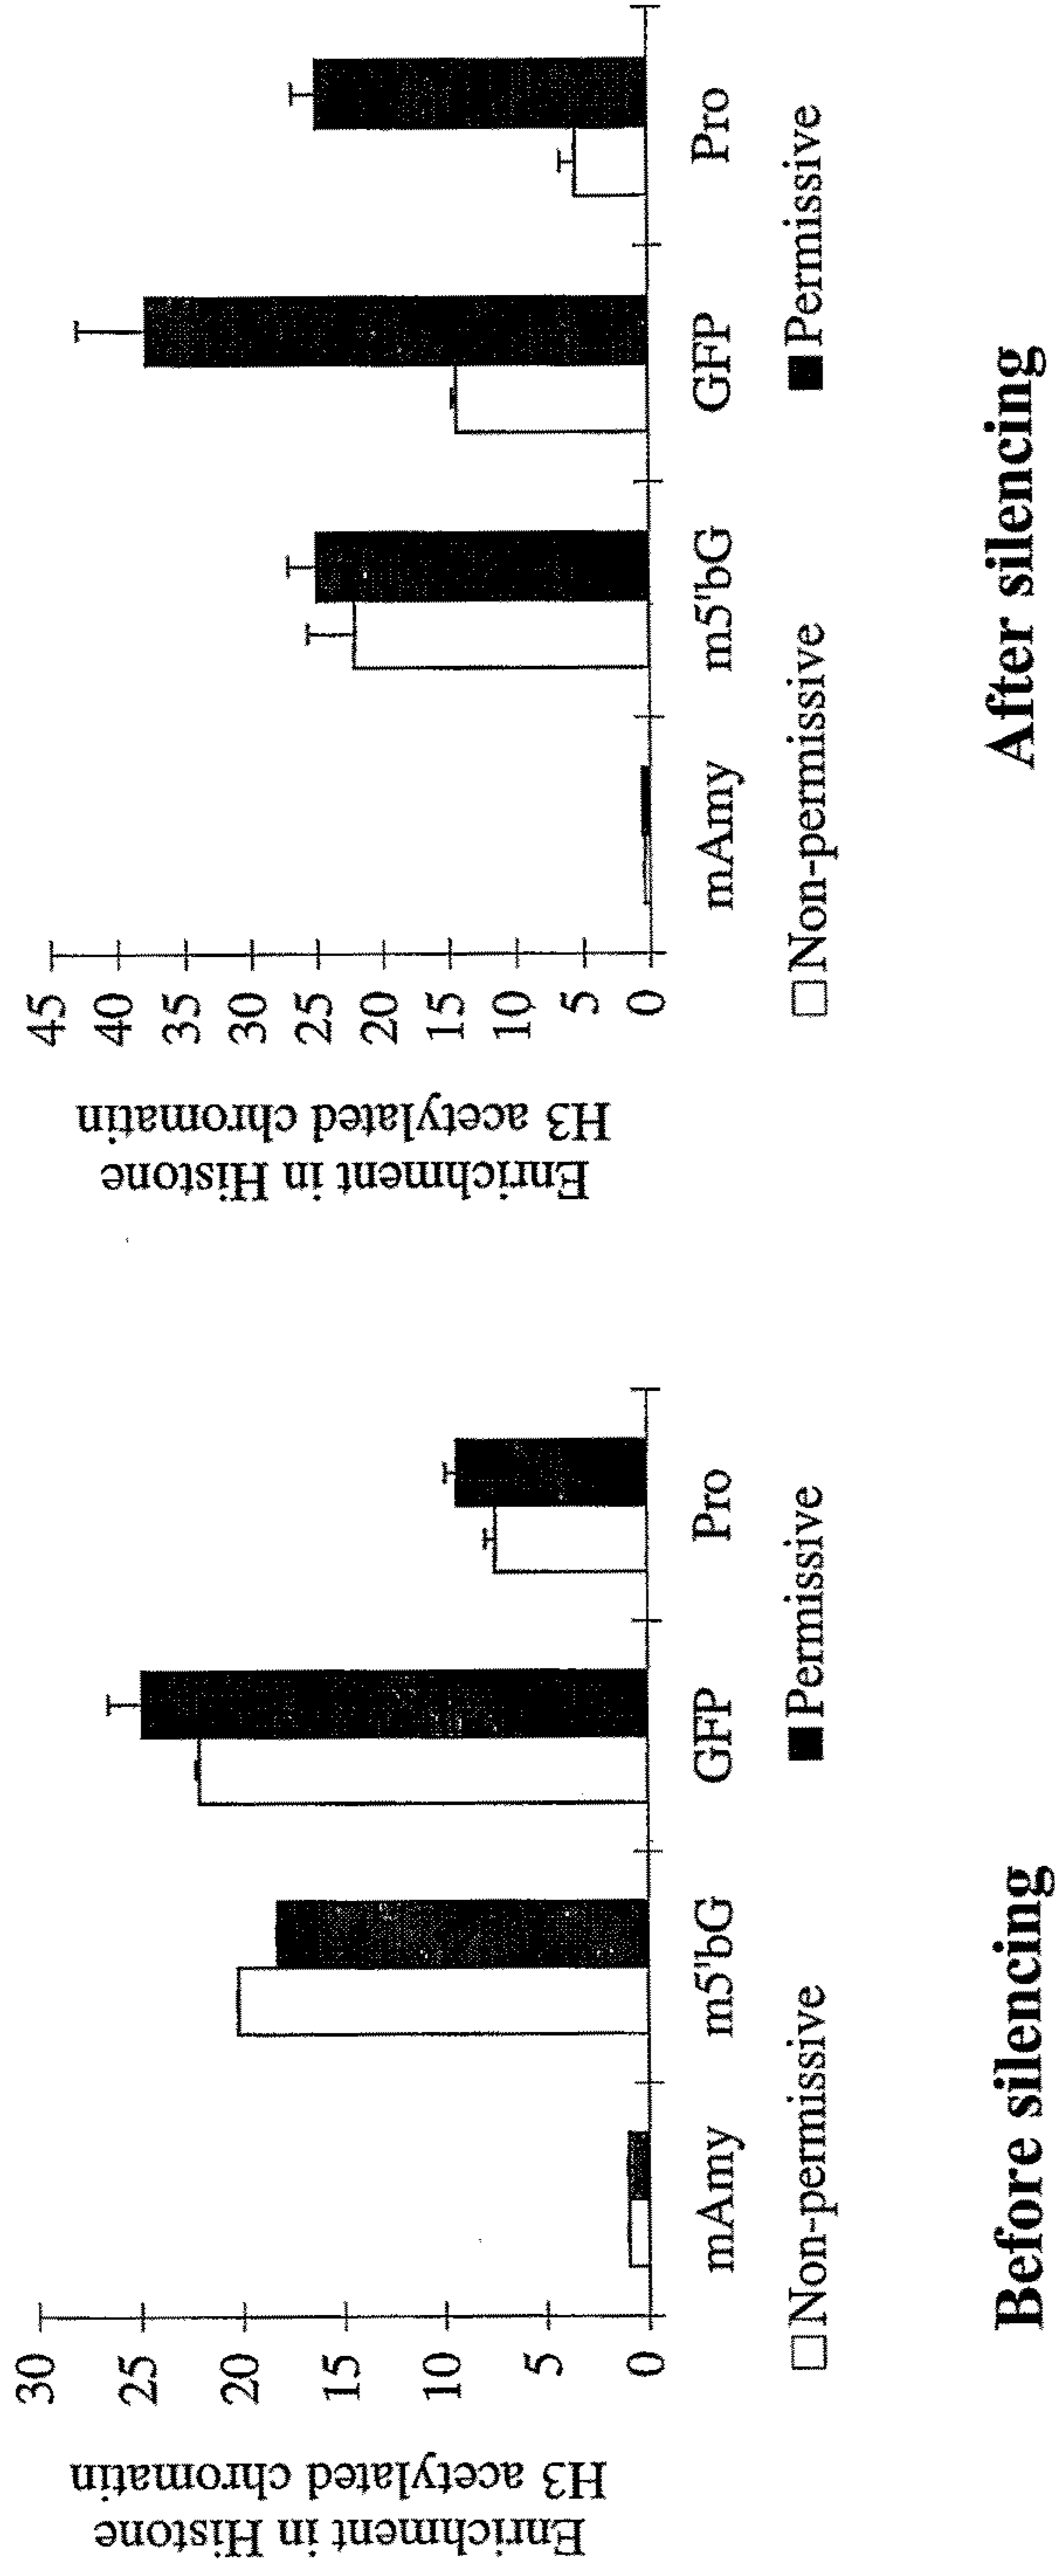 Enrichment in Histone
H3 acetylated chromatin
30
25
20
15
10
5
0
mAmy
m5'bG
GFP
Pro
Non-permissive
Permissive
Before silencing
Enrichment in Histone
H3 acetylated chromatin
45
40
35
30
25
20
15
10
5
0
mAmy
m5'bG
GFP
Pro
Non-permissive
Permissive
After silencing